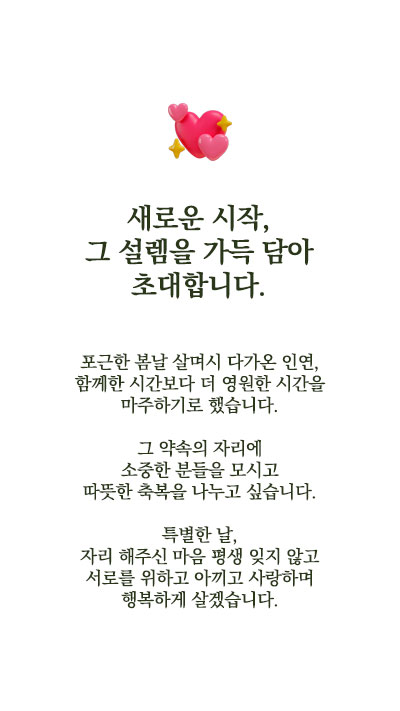 새로운 시작,
그 설렘을 가득 담아
초대합니다.
포근한 봄날 살며시 다가온 인연,
함께한 시간보다 더 영원한 시간을
마주하기로 했습니다.
그 약속의 자리에
소중한 분들을 모시고
따뜻한 축복을 나누고 싶습니다.
특별한 날,
자리 해주신 마음 평생 잊지 않고
서로를 위하고 아끼고 사랑하며
행복하게 살겠습니다.